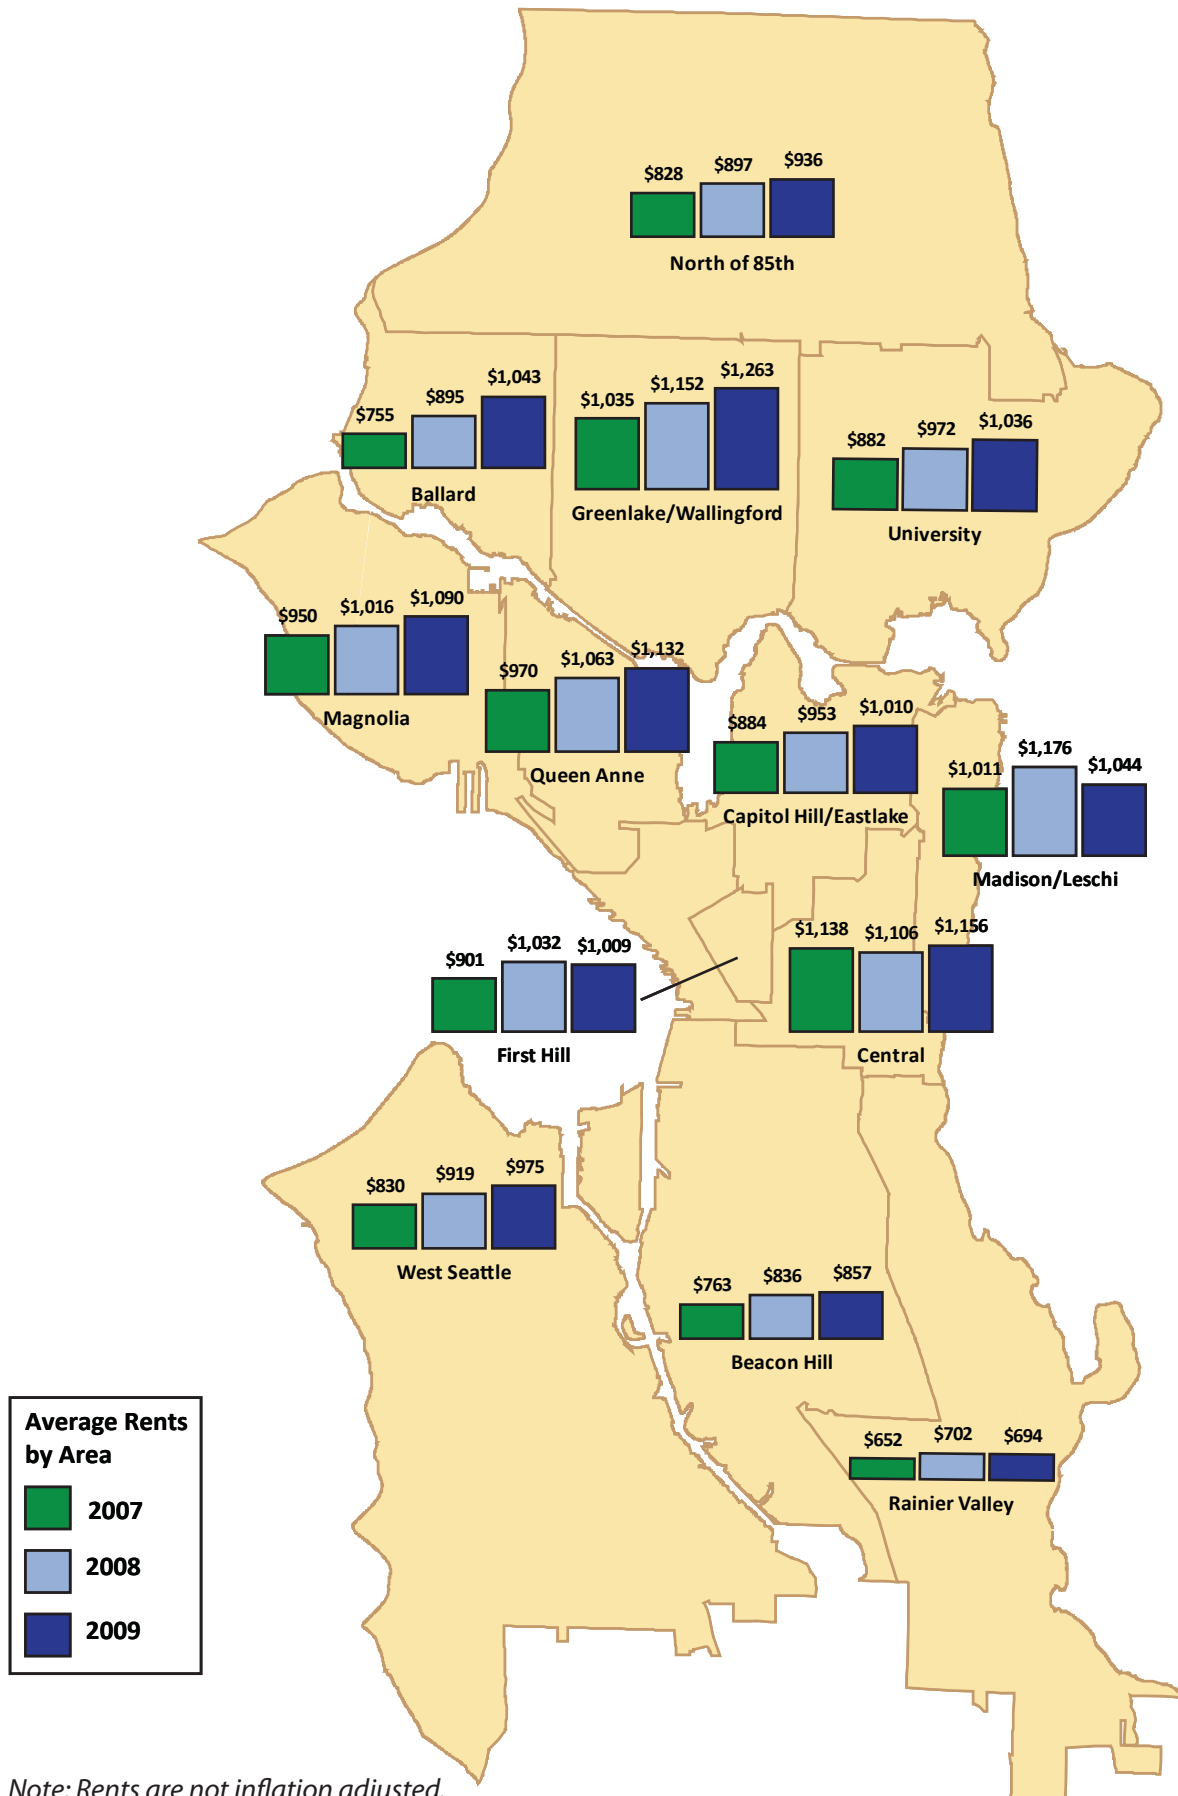 $828 $897 $936
North of 85th
$755 $895 $1,043
Ballard
$1,035 $1,152 $1,263
Greenlake/Wallingford
$882 $972 $1,036
University
$950 $1,016 $1,090
Magnolia
$970 $1,063 $1,132
Queen Anne
$884 $953 $1,010
Capitol Hill/Eastlake
$1,011 $1,176 $1,044
Madison/Leschi
$901 $1,032 $1,009
First Hill
$1,138 $1,106 $1,156
Central
$830 $919 $975
West Seattle
$763 $836 $857
Beacon Hill
$652 $702 $694
Rainier Valley
Average Rents
by Area
2007
2008
2009
Note: Rents are not inflation adjusted.